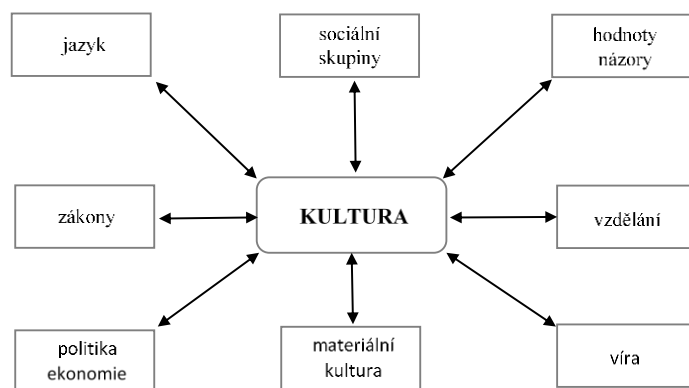 jazyk
sociální
skupiny
hodnoty
názory
zákony
KULTURA
vzdělání
politika
ekonomie
materiální
kultura
víra